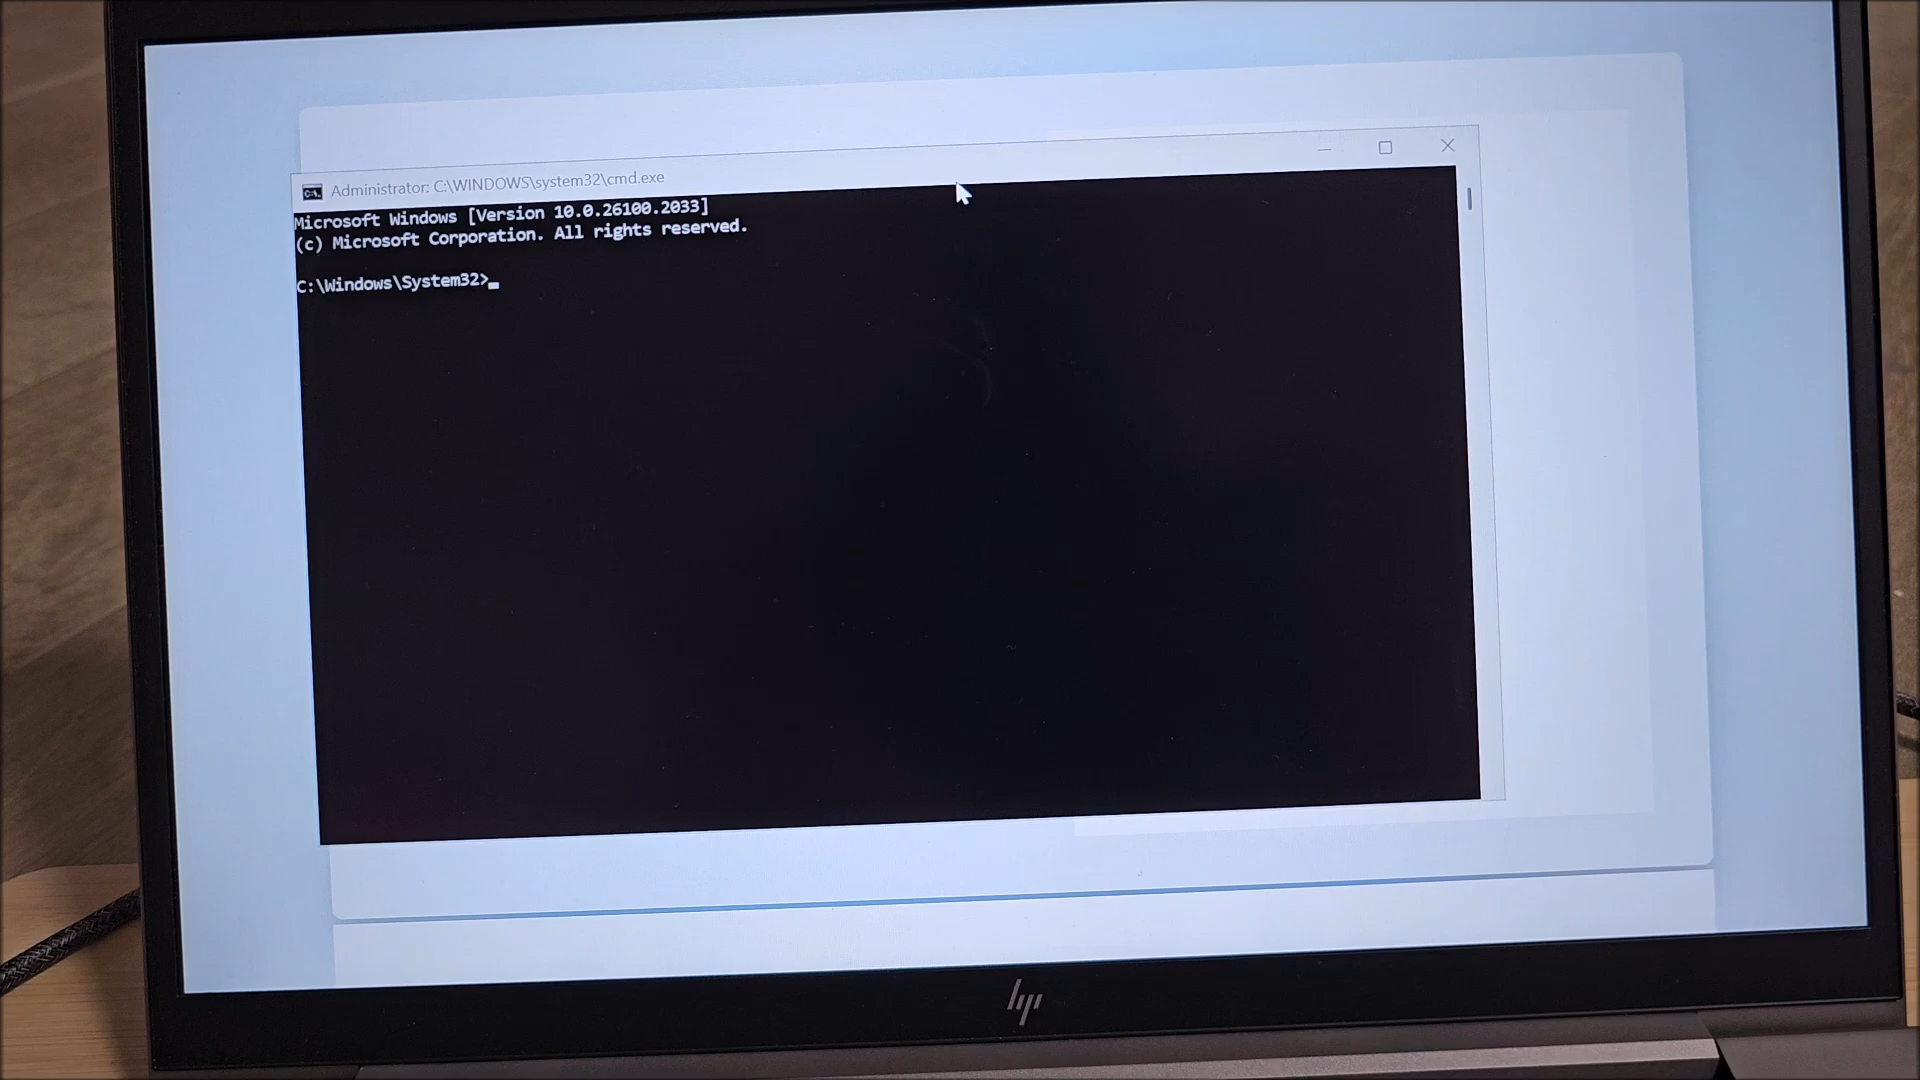 Administrator: C:\WINDOWS\system32\cmd.exe
Microsoft Windows [Version 10.0.26100.2033]
(c) Microsoft Corporation. All rights reserved.
C:\Windows\System32>
hp